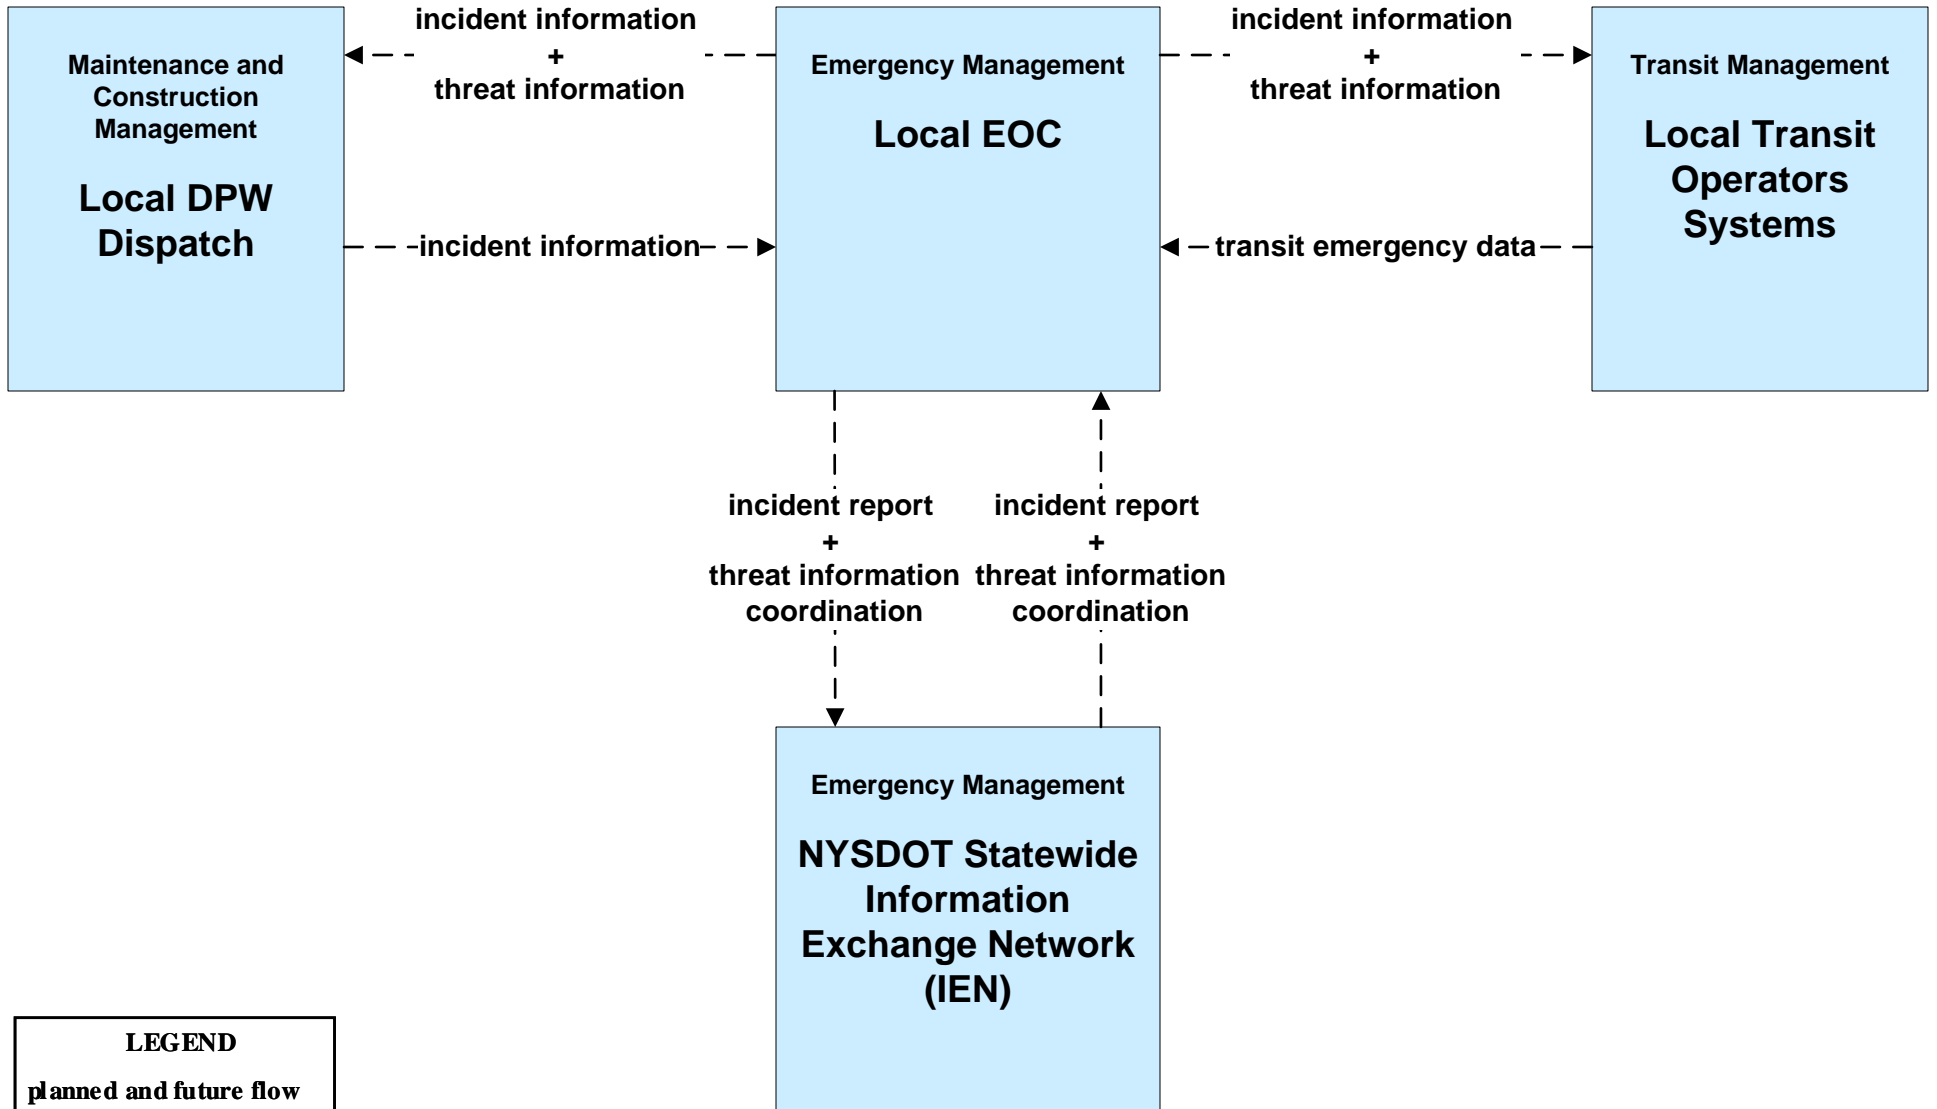 incident information
+
threat information
incident information
+
threat information
Maintenance and
Construction
Management
Local DPW
Dispatch
Emergency Management
Local EOC
Transit Management
Local Transit
Operators
Systems
incident information
transit emergency data
incident report
+
threat information
coordination
incident report
+
threat information
coordination
Emergency Management
NYSDOT Statewide
Information
Exchange Network
(IEN)
LEGEND
planned and future flow